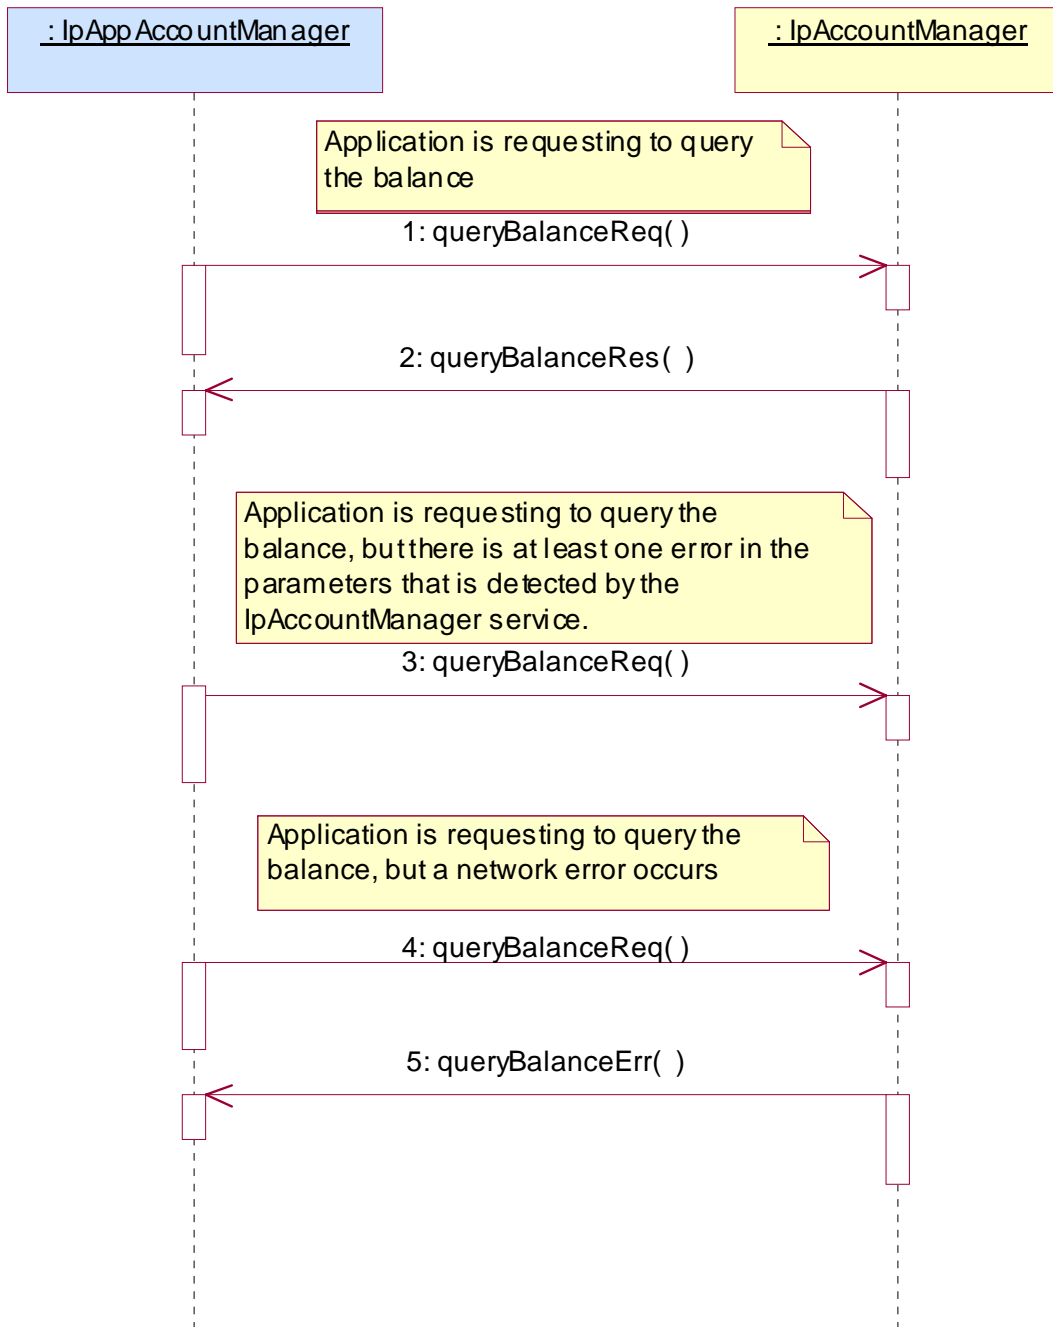 : IpAppAccountManager
: IpAccountManager
Application is requesting to query
the balance
1: queryBalanceReq( )
2: queryBalanceRes( )
Application is requesting to query the
balance, but there is at least one error in the
parameters that is detected by the
IpAccountManager service.
3: queryBalanceReq( )
Application is requesting to query the
balance, but a network error occurs
4: queryBalanceReq( )
5: queryBalanceErr( )